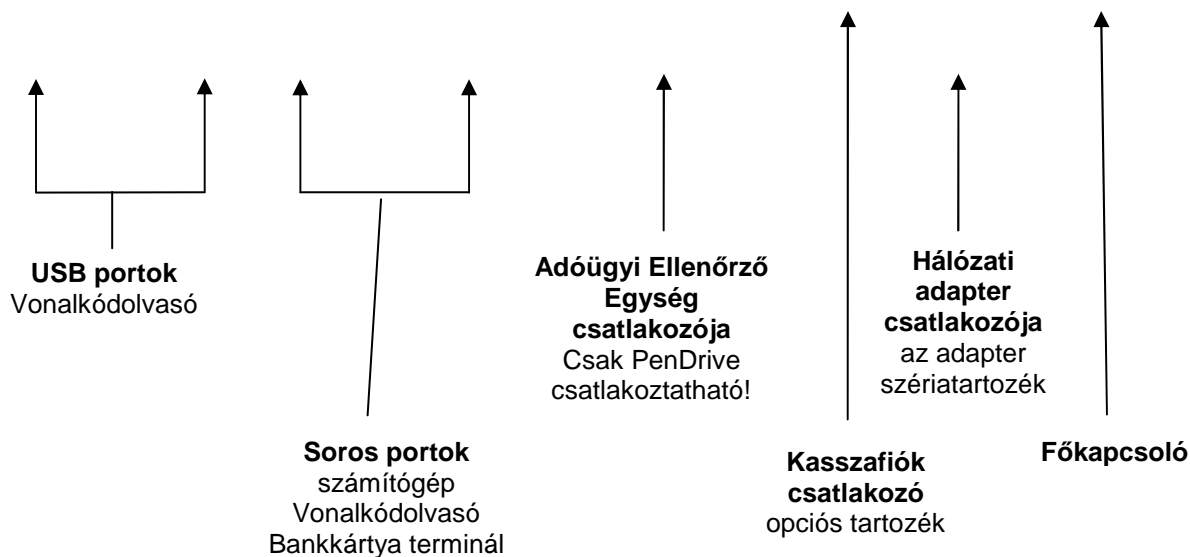 USB portok
Vonalkódolvasó
Soros portok
számítógép
Vonalkódolvasó
Bankkártya terminál
Adóügyi Ellenőrző
Egység
csatlakozója
Csak PenDrive
csatlakoztatható!
Kasszafiók
csatlakozó
opciós tartozék
Hálózati
adapter
csatlakozója
az adapter
szériatartozék
Főkapcsoló